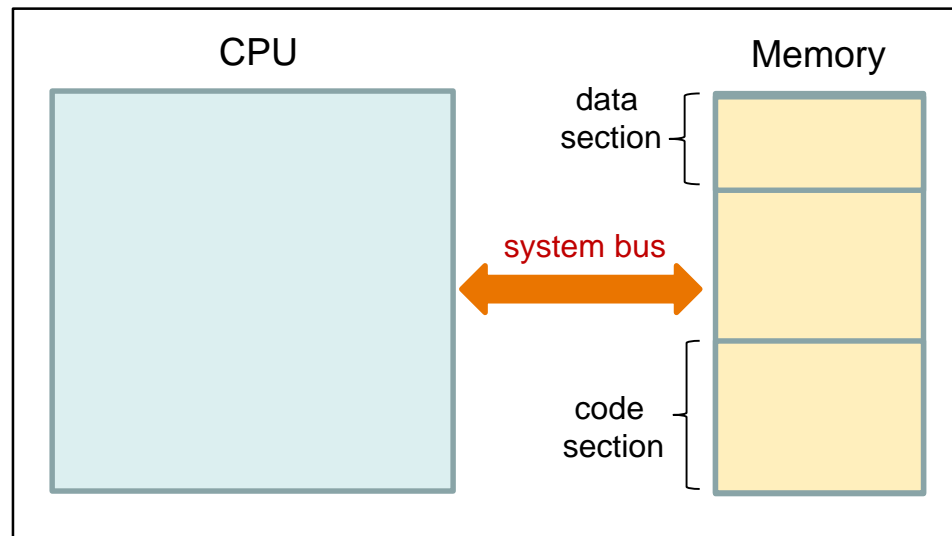 CPU
Memory
data
section
system bus
code
section